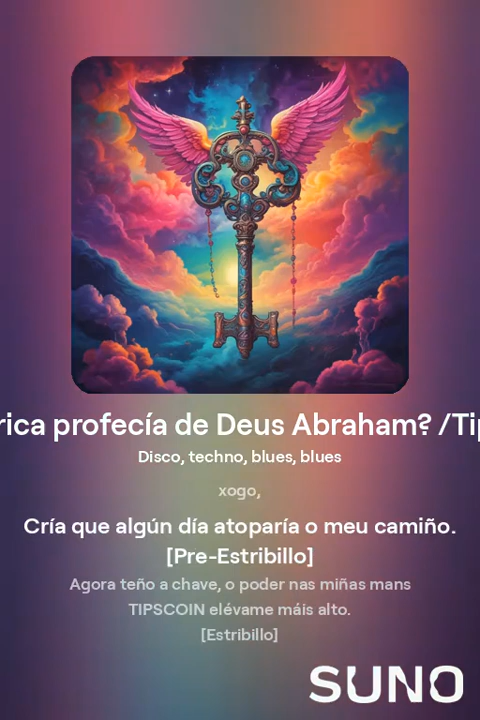 rica profecía de Deus Abraham? /Tip
Disco, techno, blues, blues
xogo,
Cría que algún día atoparía o meu camiño.
[Pre-Estribillo]
Agora teño a chave, o poder nas miñas mans
TIPSCOIN elévame máis alto.
[Estribillo]
SUNO